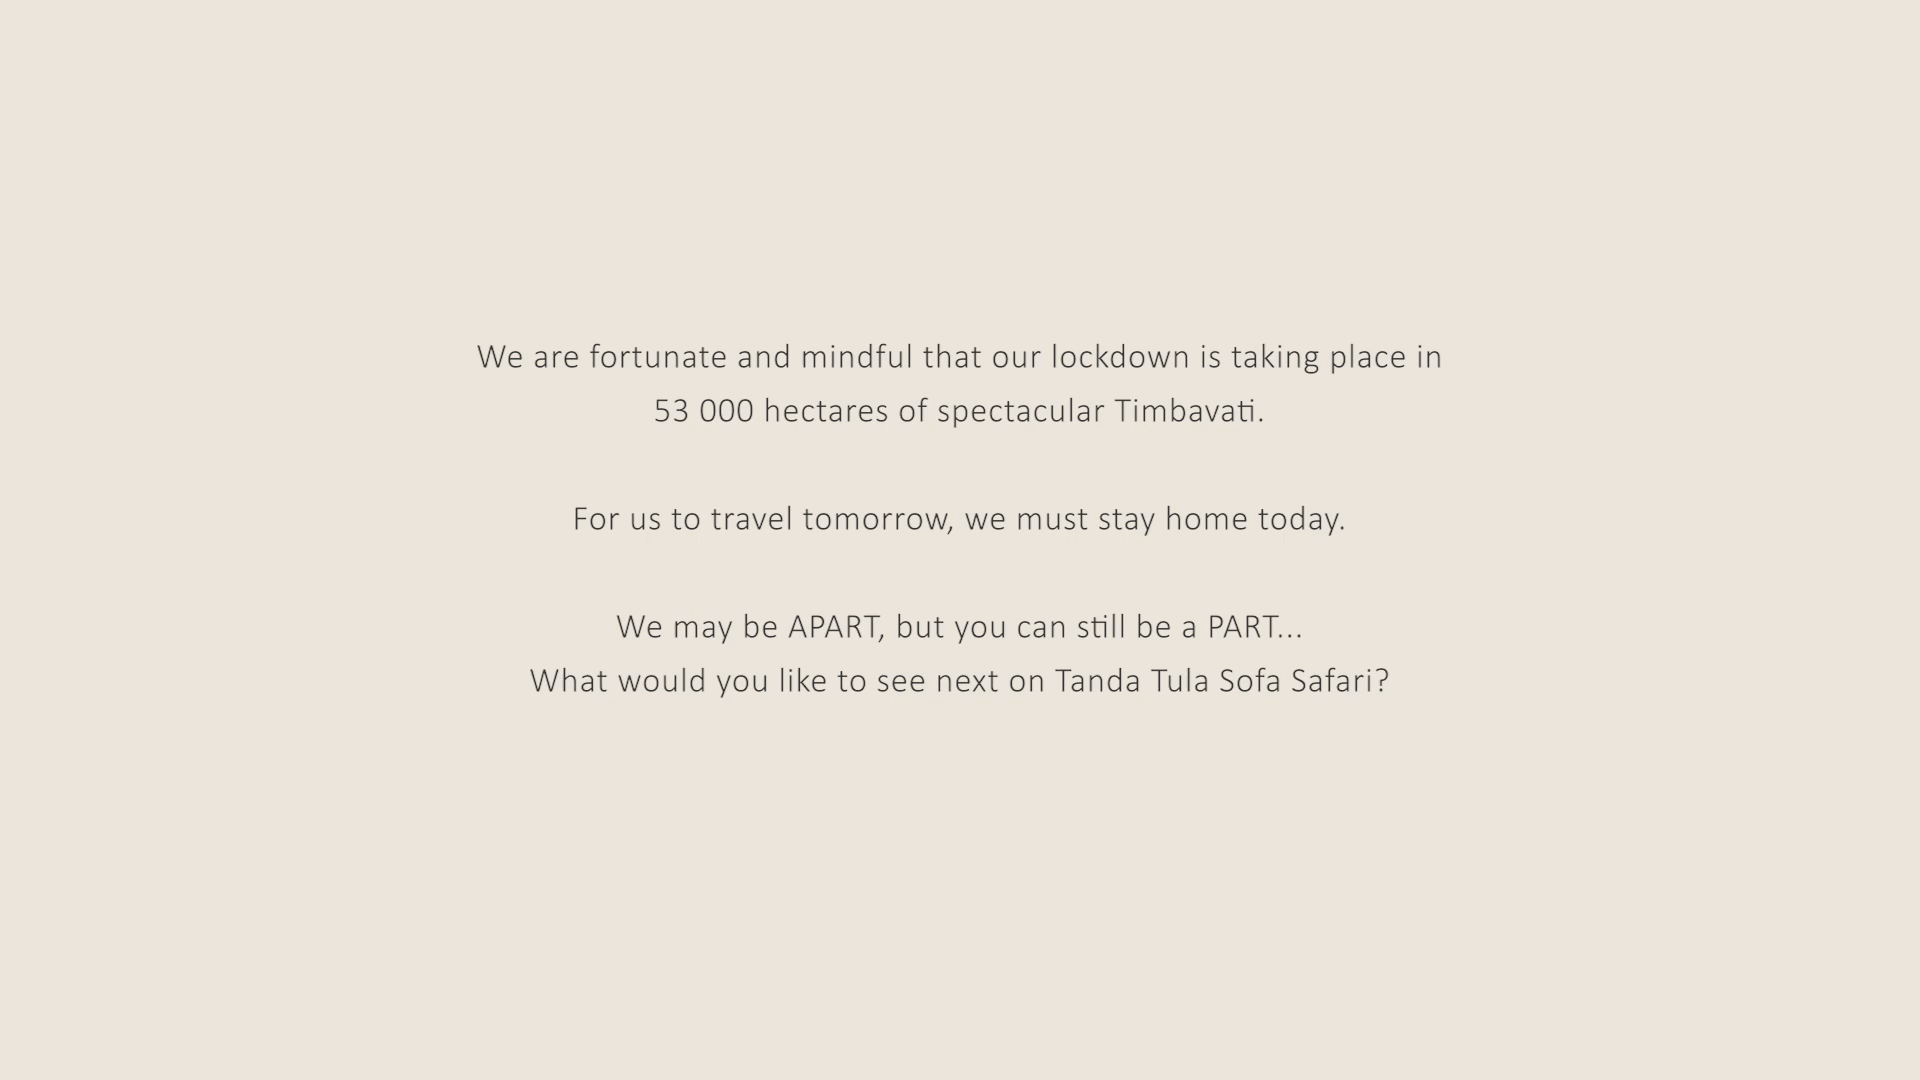 We are fortunate and mindful that our lockdown is taking place in
53 000 hectares of spectacular Timbavati.
For us to travel tomorrow, we must stay home today.
We may be APART, but you can still be a PART...
What would you like to see next on Tanda Tula Sofa Safari?